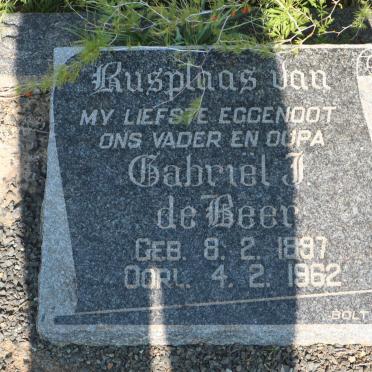 Rusplaas van
MY LIEFSTE EGGENOOT
ONS VADER EN OUPA
Gabriël J
de Beer
GEB. 8. 2. 1897
OORL. 4. 2. 1962
BOLT